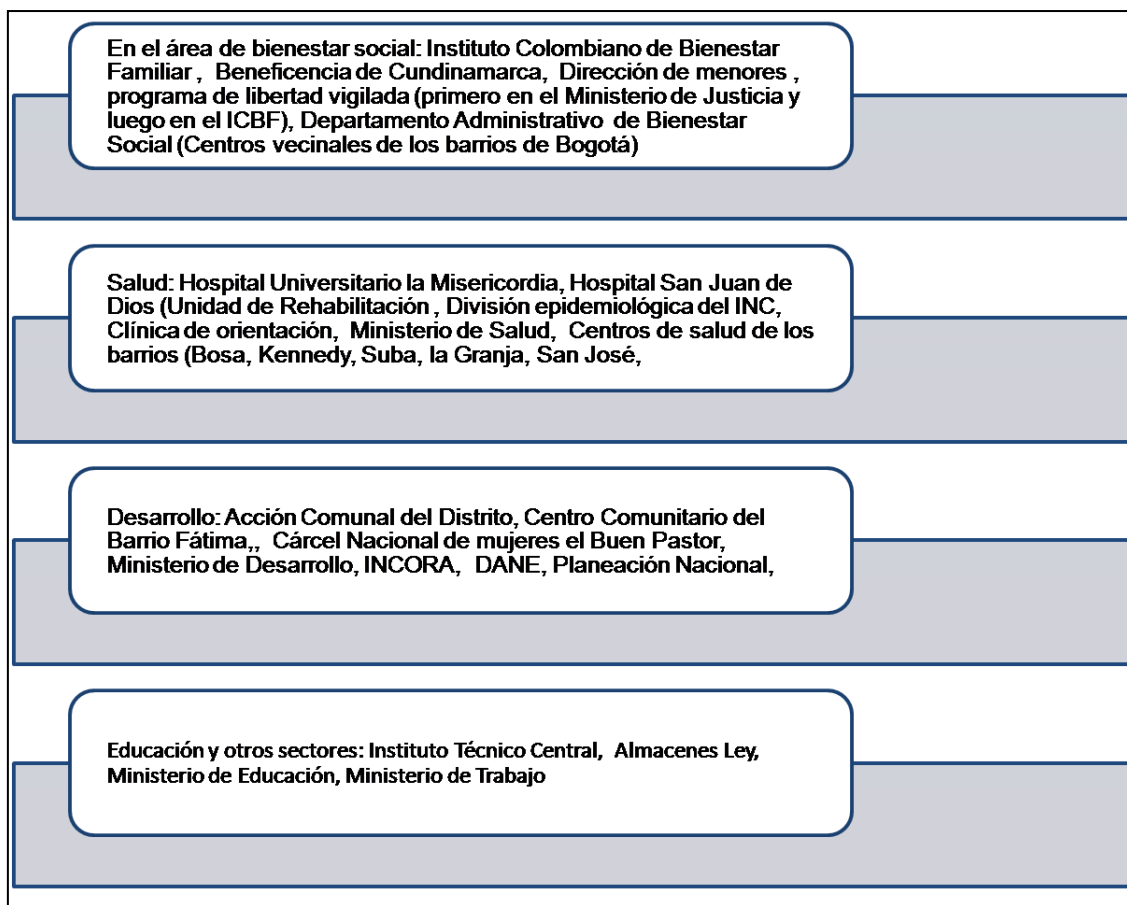 En el área de bienestar social: Instituto Colombiano de Bienestar
Familiar , Beneficencia de Cundinamarca, Dirección de menores ,
programa de libertad vigilada (primero en el Ministerio de Justicia y
luego en el ICBF), Departamento Administrativo de Bienestar
Social (Centros vecinales de los barrios de Bogotá)
Salud: Hospital Universitario la Misericordia, Hospital San Juan de
Dios (Unidad de Rehabilitación , División epidemiológica del INC,
Clínica de orientación, Ministerio de Salud, Centros de salud de los
barrios (Bosa, Kennedy, Suba, la Granja, San José,
Desarrollo: Acción Comunal del Distrito, Centro Comunitario del
Barrio Fátima,, Cárcel Nacional de mujeres el Buen Pastor,
Ministerio de Desarrollo, INCORA, DANE, Planeación Nacional,
Educación y otros sectores: Instituto Técnico Central, Almacenes Ley,
Ministerio de Educación, Ministerio de Trabajo